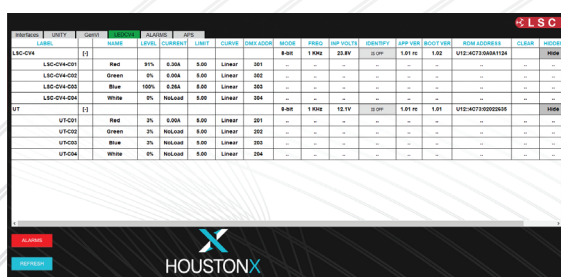 LSC
Interfaces UNITY GenVI LEDCV4 ALARMS APS
LABEL NAME LEVEL CURRENT LIMIT CURVE DMX ADDR MODE FREQ INP VOLTS IDENTIFY APP VER BOOT VER RDM ADDRESS CLEAR HIDDEN
LSC-CV4 [-] 8-bit 1 KHz 23.8V ID OFF 1.01 rc 1.02 U12::4C73:0A0A1124 Hide
LSC-CV4-C01 Red 91% 0.30A 5.00 Linear 301 -- -- -- -- -- -- -- -- --
LSC-CV4-C02 Green 0% 0.00A 5.00 Linear 302 -- -- -- -- -- -- -- -- --
LSC-CV4-C03 Blue 100% 0.26A 5.00 Linear 303 -- -- -- -- -- -- -- -- --
LSC-CV4-C04 White 0% NoLoad 5.00 Linear 304 -- -- -- -- -- -- -- -- --
UT [-] 8-bit 1 KHz 12.1V ID OFF 1.01 rc 1.01 U12::4C73:02022635 Hide
UT-C01 Red 3% 0.00A 5.00 Linear 201 -- -- -- -- -- -- -- -- --
UT-C02 Green 3% NoLoad 5.00 Linear 202 -- -- -- -- -- -- -- -- --
UT-C03 Blue 3% NoLoad 5.00 Linear 203 -- -- -- -- -- -- -- -- --
UT-C04 White 0% NoLoad 5.00 Linear 204 -- -- -- -- -- -- -- -- --
ALARMS
REFRESH
HOUSTONX